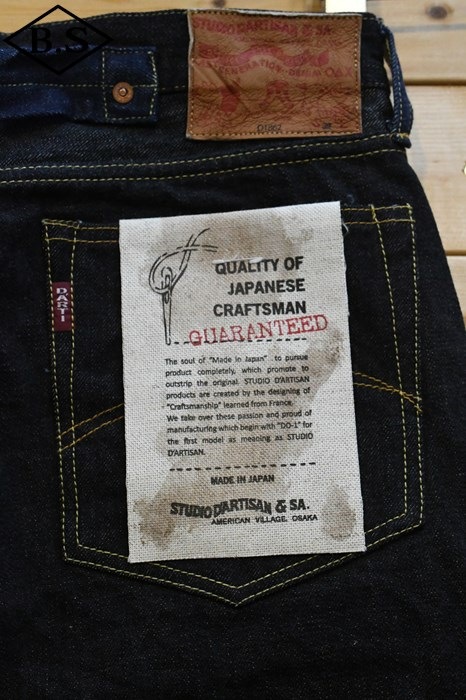 B.S
STUDIO D'ARTISAN & SA.
DARTI
QUALITY OF
JAPANESE
CRAFTSMAN
GUARANTEED
The soul of "Made in Japan" to pursue
product completely, which promote to
outstrip the original. STUDIO D'ARTISAN
products are created by the designing of
"Craftsmanship" learned from France.
We take over these passion and proud of
manufacturing which begin with "DO-1" for
the first model as meaning as STUDIO
D'ARTISAN.
MADE IN JAPAN
STUDIO D'ARTISAN & SA.
AMERICAN VILLAGE. OSAKA